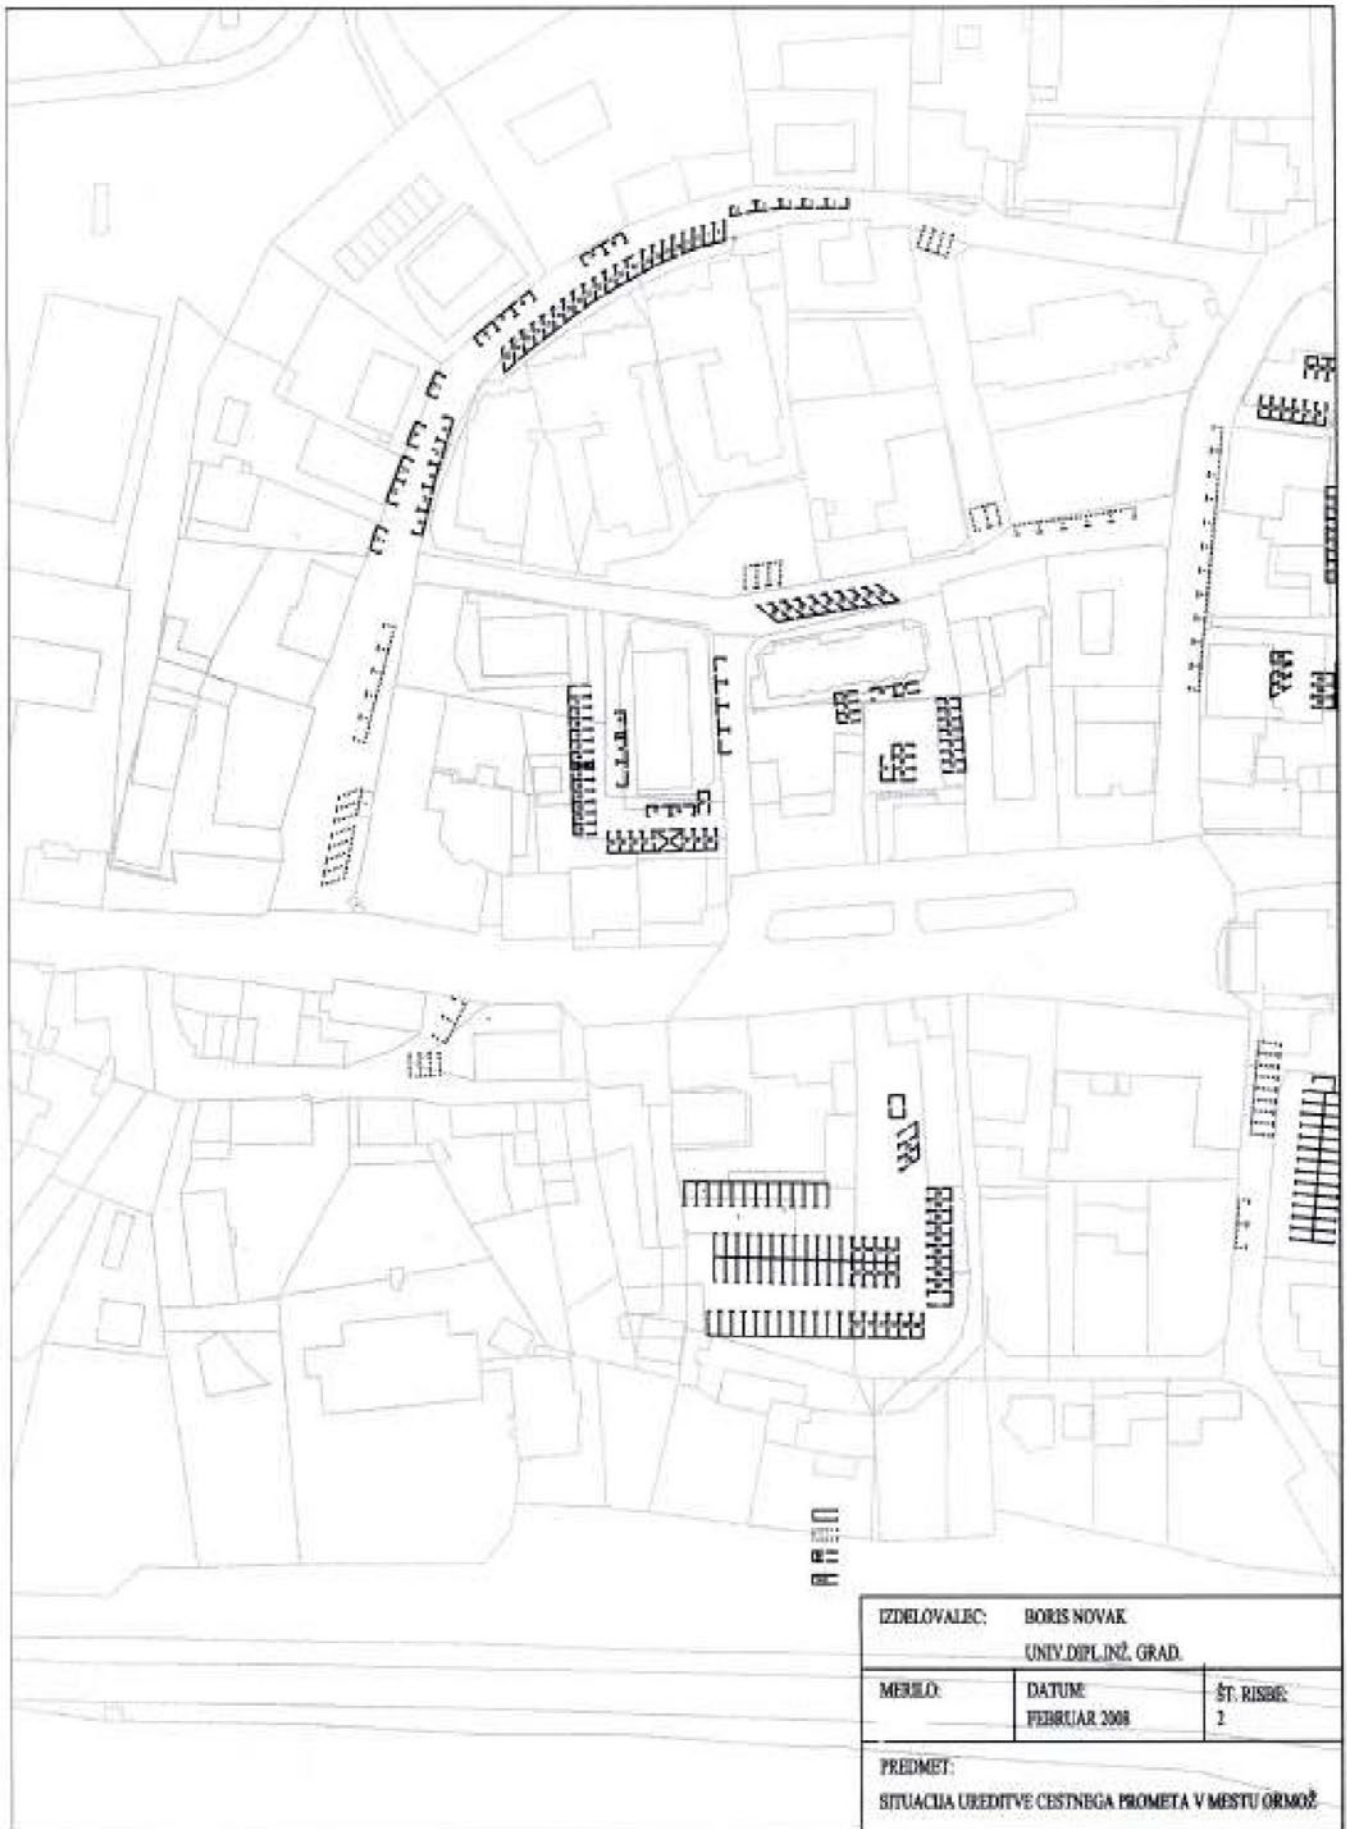 IZDELOVALEC: BORIS NOVAK
UNIV.DIPL.INŽ. GRAD.
MERILO: DATUM: ŠT. RISBE:
FEBRUAR 2008 2
PREDMET:
SITUACIJA UREDITVE CESTNEGA PROMETA V MESTU ORMOŽ